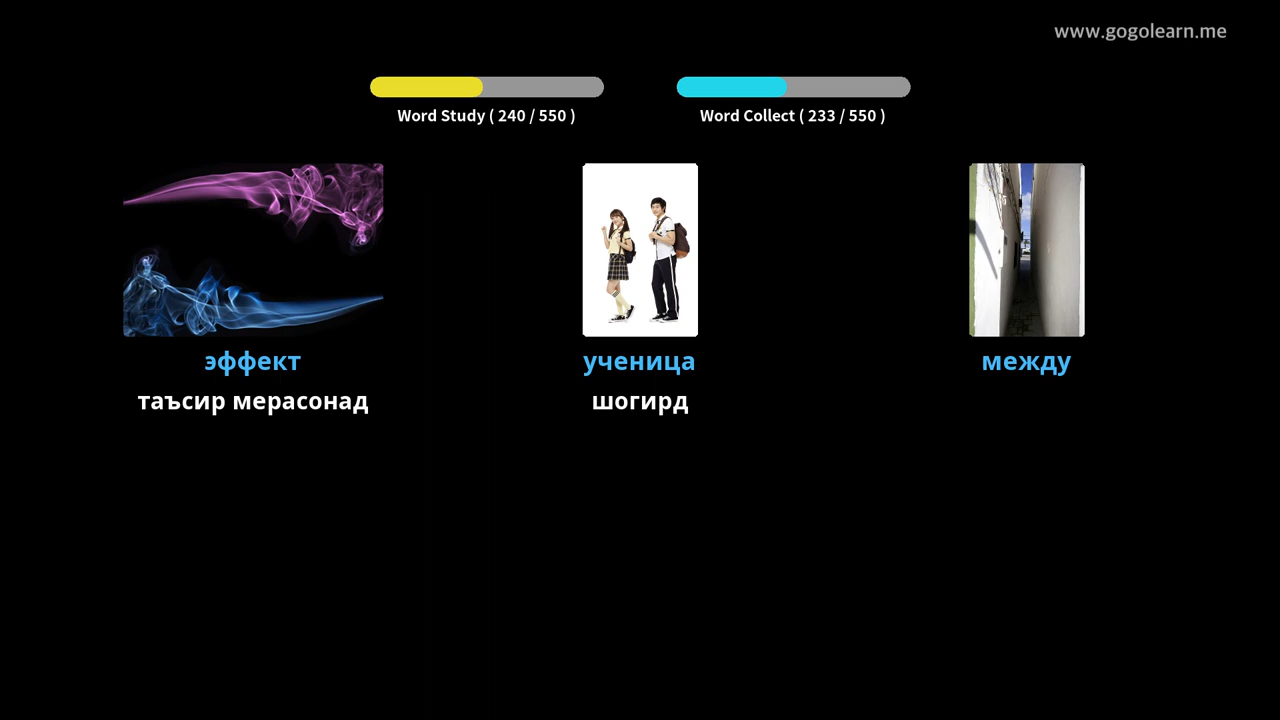 www.gogolearn.me
Word Study ( 240 / 550 )
Word Collect ( 233 / 550 )
эффект
ученица
между
таъсир мерасонад
шогирд